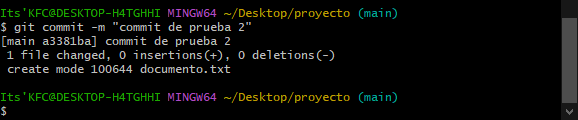 Its'KFC@DESKTOP-H4TGHHI MINGW64 ~/Desktop/proyecto (main)
$ git commit -m "commit de prueba 2"
[main a3381ba] commit de prueba 2
 1 file changed, 0 insertions(+), 0 deletions(-)
 create mode 100644 documento.txt
Its'KFC@DESKTOP-H4TGHHI MINGW64 ~/Desktop/proyecto (main)
$